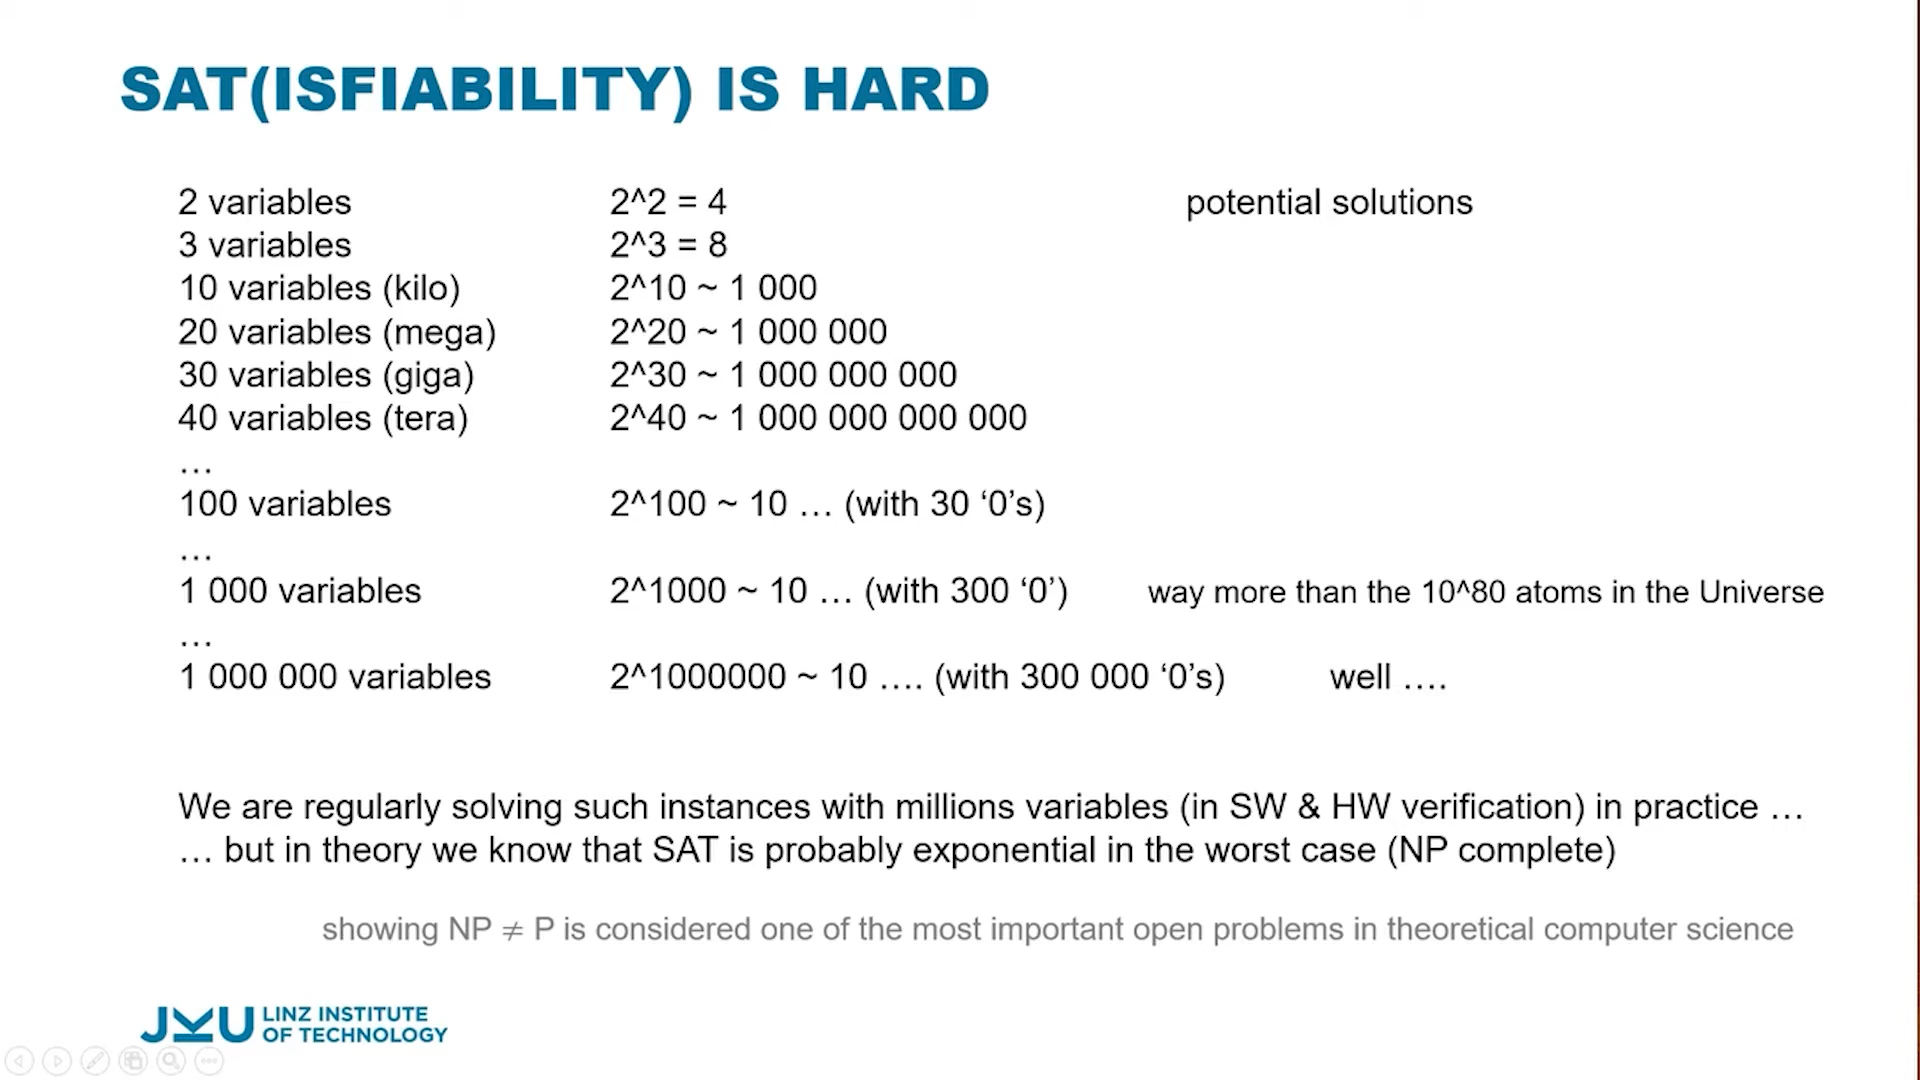 SAT(ISFIABILITY) IS HARD
2 variables 2^2 = 4 potential solutions
3 variables 2^3 = 8
10 variables (kilo) 2^10 ~ 1 000
20 variables (mega) 2^20 ~ 1 000 000
30 variables (giga) 2^30 ~ 1 000 000 000
40 variables (tera) 2^40 ~ 1 000 000 000 000
…
100 variables 2^100 ~ 10 … (with 30 ‘0’s)
…
1 000 variables 2^1000 ~ 10 … (with 300 ‘0’) way more than the 10^80 atoms in the Universe
…
1 000 000 variables 2^1000000 ~ 10 …. (with 300 000 ‘0’s) well ….
We are regularly solving such instances with millions variables (in SW & HW verification) in practice …
… but in theory we know that SAT is probably exponential in the worst case (NP complete)
showing NP ≠ P is considered one of the most important open problems in theoretical computer science
JKU LINZ INSTITUTE
OF TECHNOLOGY